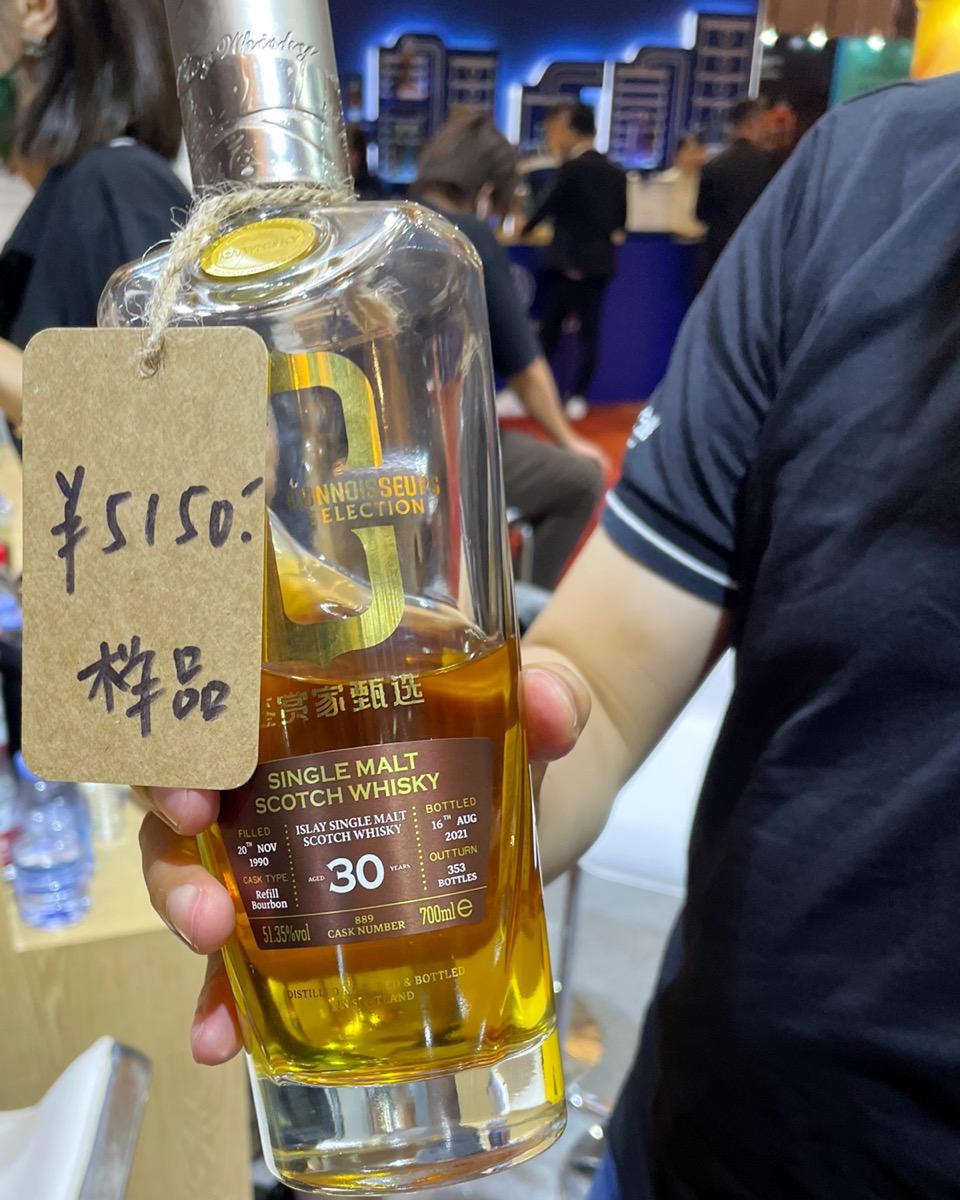 ¥5150.-
样品
CONNOISSEURS
SELECTION
赏家甄选
SINGLE MALT
SCOTCH WHISKY
FILLED
20TH NOV
1990
CASK TYPE
Refill
Bourbon
51.35%vol
ISLAY SINGLE MALT
SCOTCH WHISKY
AGED 30 YEARS
889
CASK NUMBER
BOTTLED
16TH AUG
2021
OUTTURN
353
BOTTLES
700ml e
DISTILLED & BOTTLED
IN SCOTLAND